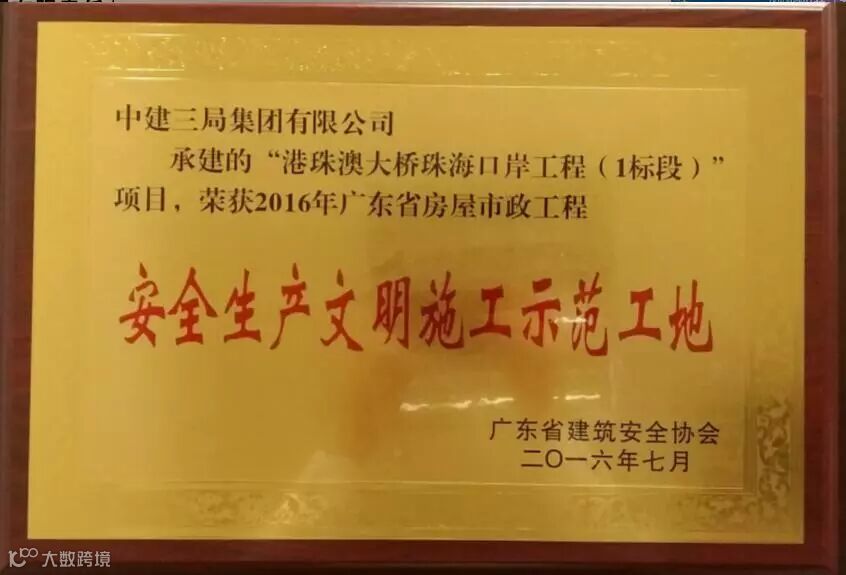 中建三局集团有限公司
承建的“港珠澳大桥珠海口岸工程（1标段）”
项目，荣获2016年广东省房屋市政工程
安全生产文明施工示范工地
广东省建筑安全协会
二〇一六年七月
大数跨境